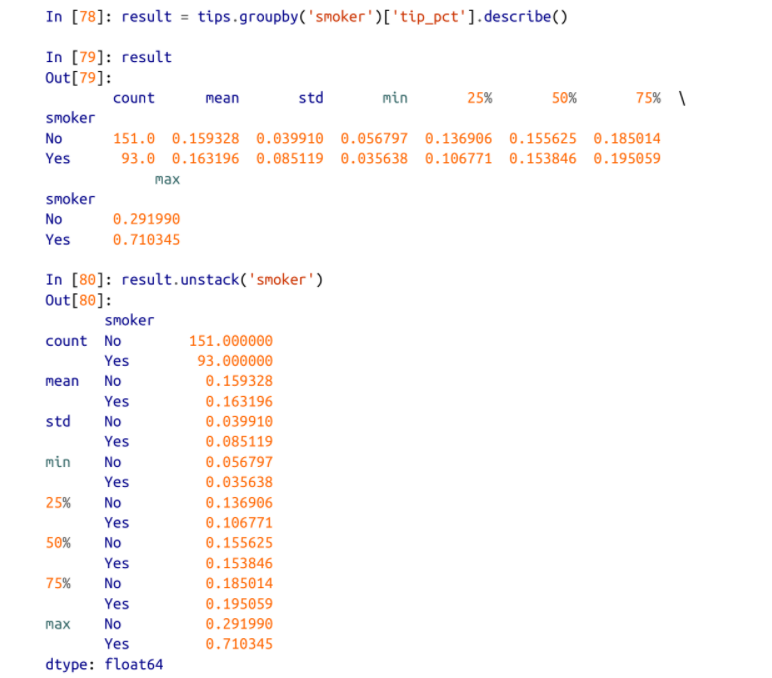 In [78]: result = tips.groupby('smoker')['tip_pct'].describe()
In [79]: result
Out[79]:
count mean std min 25% 50% 75% \
smoker
No 151.0 0.159328 0.039910 0.056797 0.136906 0.155625 0.185014
Yes 93.0 0.163196 0.085119 0.035638 0.106771 0.153846 0.195059
max
smoker
No 0.291990
Yes 0.710345
In [80]: result.unstack('smoker')
Out[80]:
smoker
count No 151.000000
Yes 93.000000
mean No 0.159328
Yes 0.163196
std No 0.039910
Yes 0.085119
min No 0.056797
Yes 0.035638
25% No 0.136906
Yes 0.106771
50% No 0.155625
Yes 0.153846
75% No 0.185014
Yes 0.195059
max No 0.291990
Yes 0.710345
dtype: float64